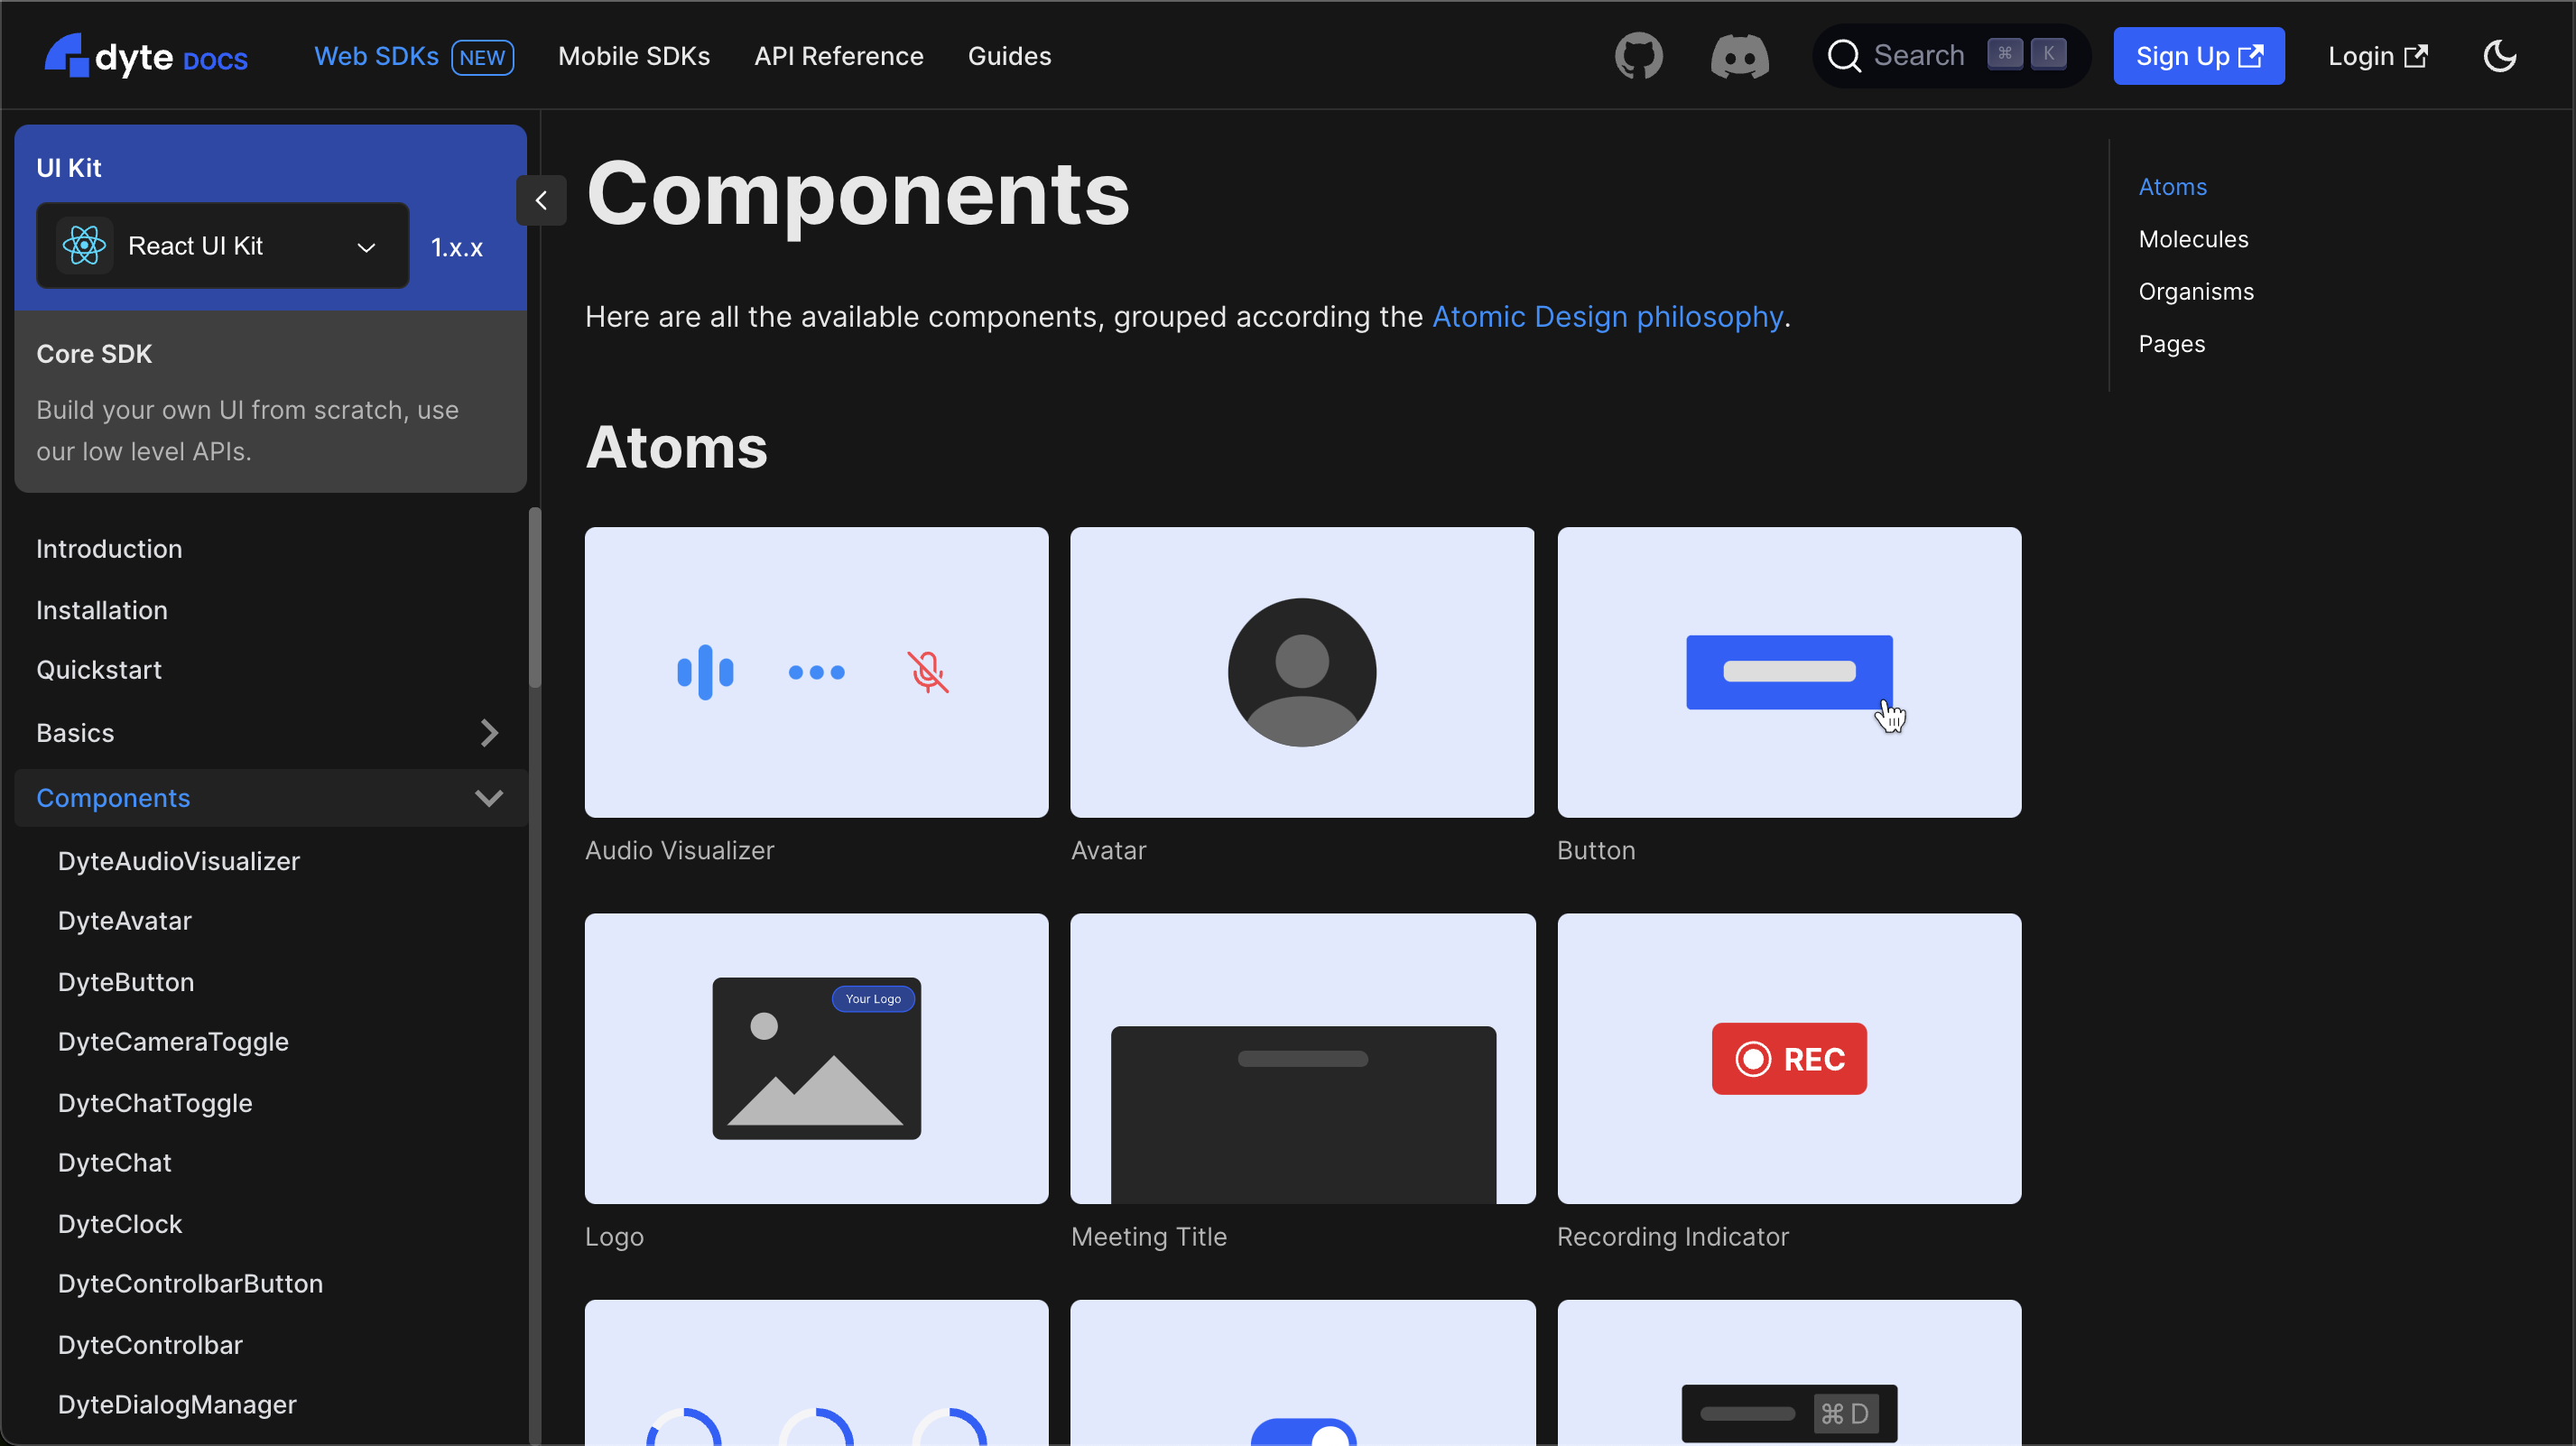 dyte DOCS
Web SDKs NEW
Mobile SDKs
API Reference
Guides
Search ⌘ K
Sign Up
Login
UI Kit
React UI Kit
1.x.x
Core SDK
Build your own UI from scratch, use
our low level APIs.
Introduction
Installation
Quickstart
Basics
Components
DyteAudioVisualizer
DyteAvatar
DyteButton
DyteCameraToggle
DyteChatToggle
DyteChat
DyteClock
DyteControlbarButton
DyteControlbar
DyteDialogManager
Components
Here are all the available components, grouped according the Atomic Design philosophy.
Atoms
Audio Visualizer
Avatar
Button
Your Logo
REC
Logo
Meeting Title
Recording Indicator
⌘ D
Atoms
Molecules
Organisms
Pages